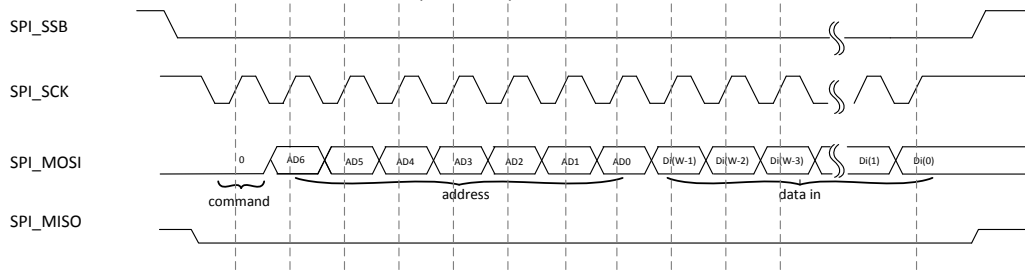 SPI_SSB
SPI_SCK
SPI_MOSI
0 AD6 AD5 AD4 AD3 AD2 AD1 AD0 Di(W-1) Di(W-2) Di(W-3) Di(1) Di(0)
command address data in
SPI_MISO